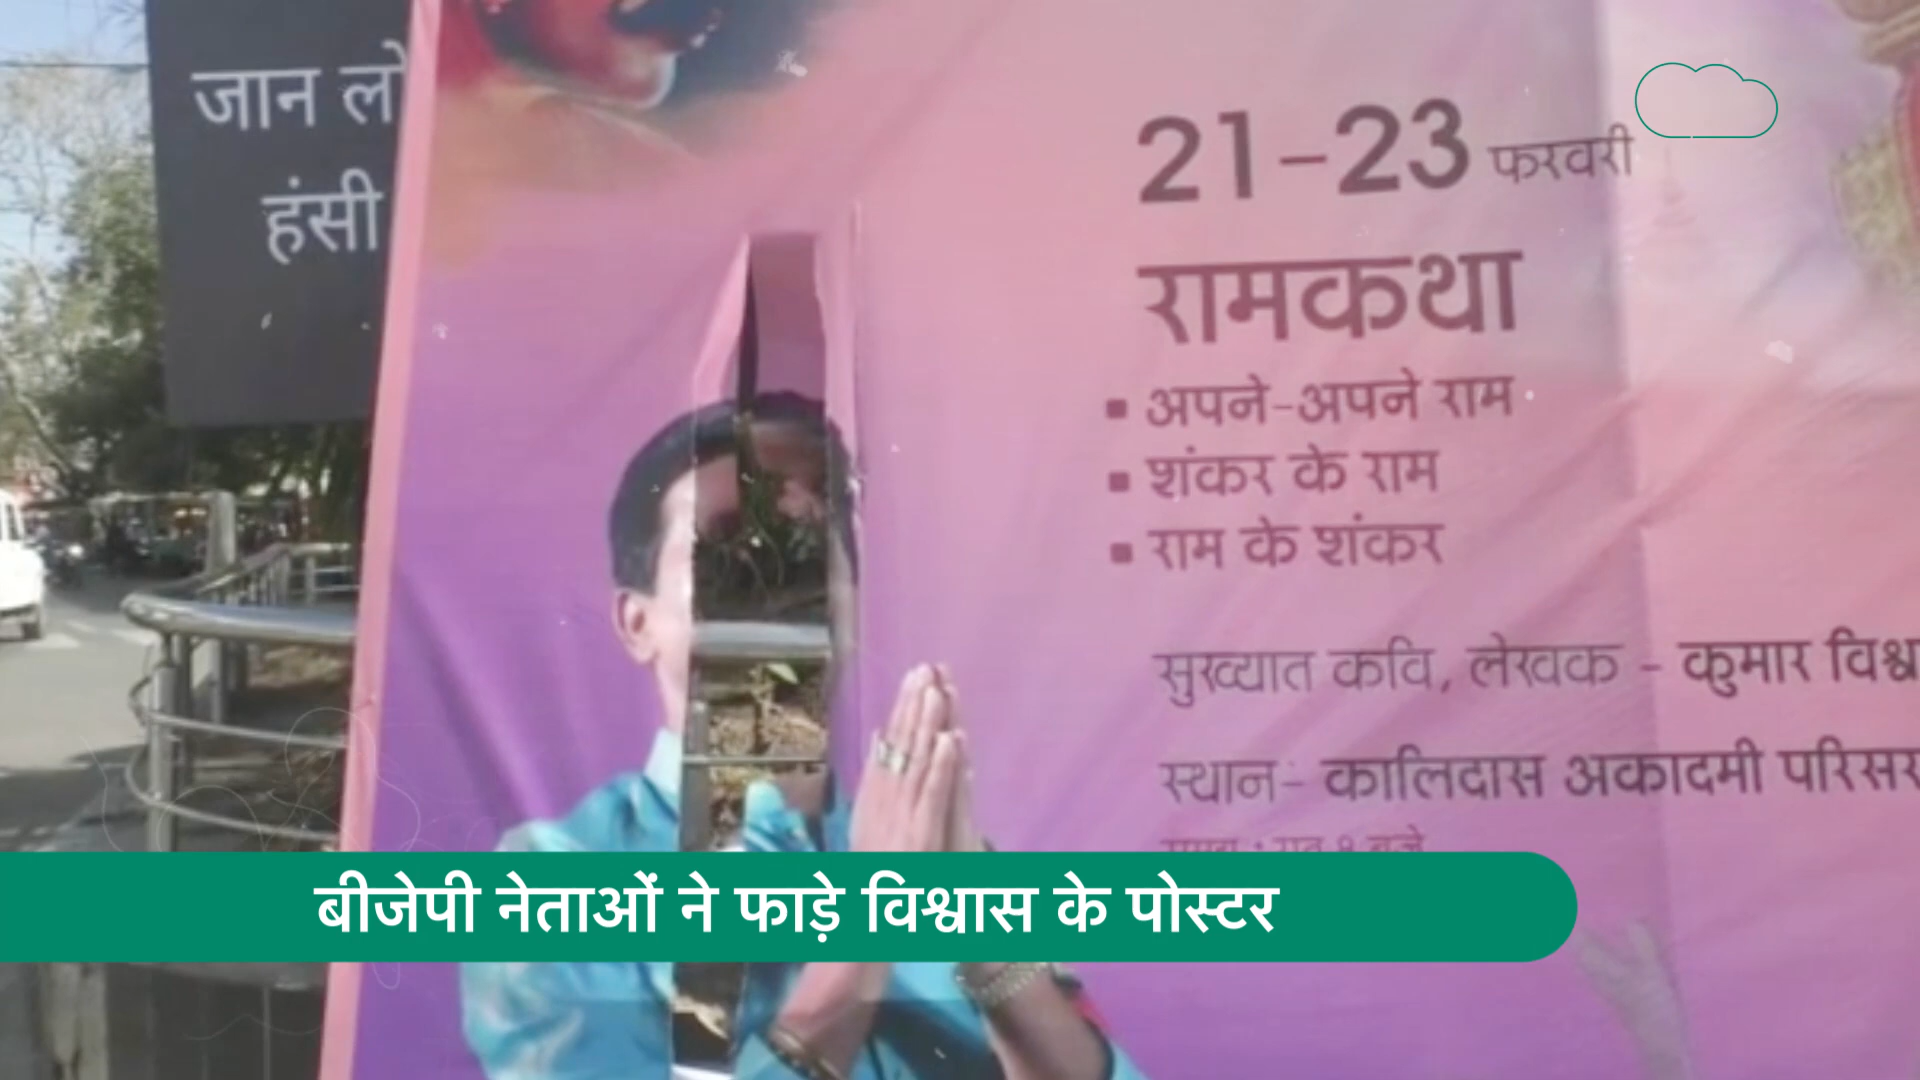 जान लो
हंसी
21-23 फरवरी
रामकथा
▪ अपने-अपने राम
▪ शंकर के राम
▪ राम के शंकर
सुख्यात कवि, लेखक - कुमार
स्थान- कालिदास अकादमी परिसर
बीजेपी नेताओं ने फाड़े विश्वास के पोस्टर